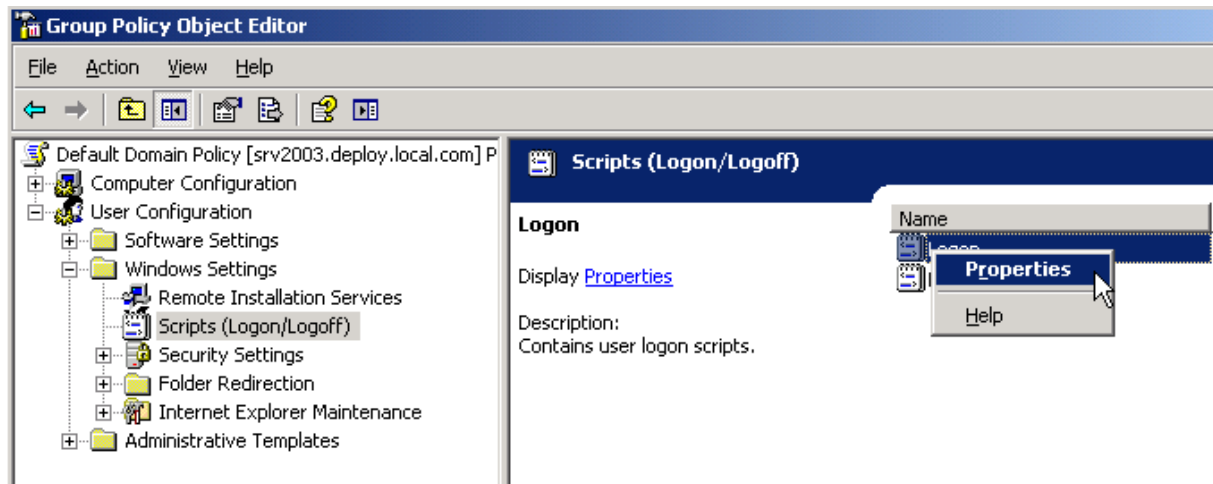 Group Policy Object Editor
File Action View Help
Default Domain Policy [srv2003.deploy.local.com] P
Computer Configuration
User Configuration
Software Settings
Windows Settings
Remote Installation Services
Scripts (Logon/Logoff)
Security Settings
Folder Redirection
Internet Explorer Maintenance
Administrative Templates
Scripts (Logon/Logoff)
Logon
Display Properties
Description:
Contains user logon scripts.
Name
Logon
Properties
Help